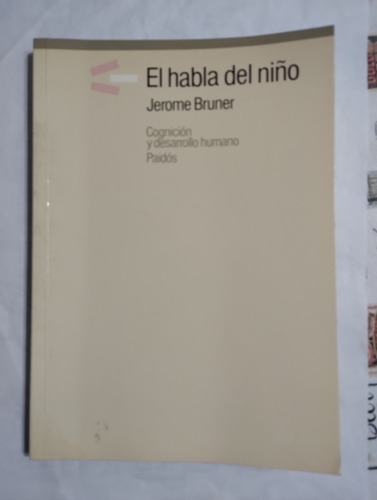 El habla del niño
Jerome Bruner
Cognición
y desarrollo humano
Paidós